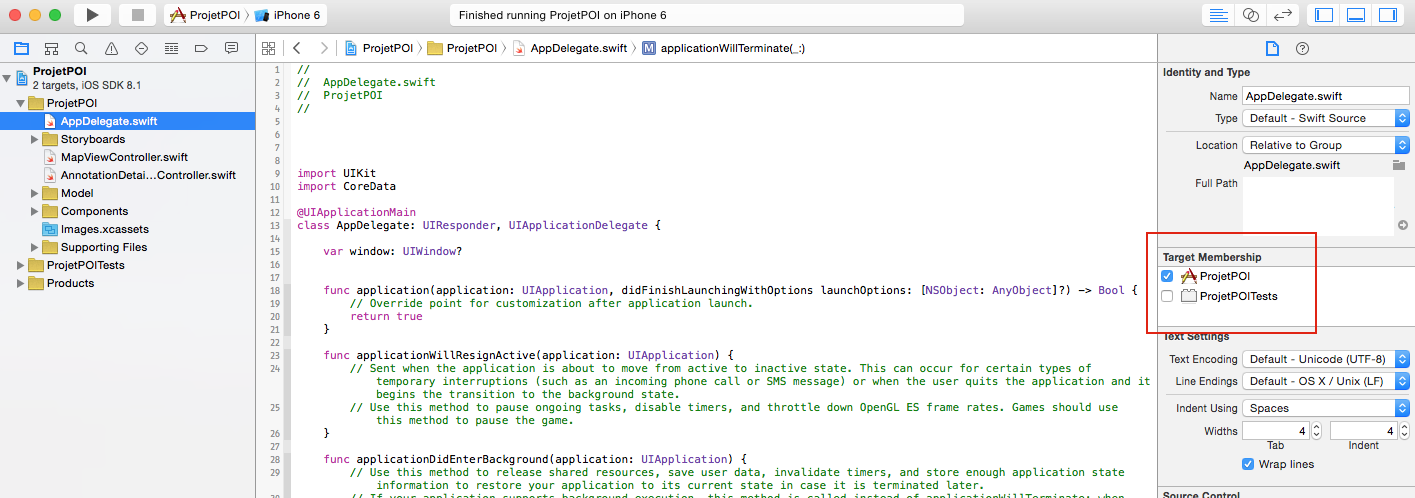 ProjetPOI 〉 iPhone 6
Finished running ProjetPOI on iPhone 6
ProjetPOI
2 targets, iOS SDK 8.1
ProjetPOI
AppDelegate.swift
Storyboards
MapViewController.swift
AnnotationDetai...Controller.swift
Model
Components
Images.xcassets
Supporting Files
ProjetPOITests
Products
ProjetPOI 〉 ProjetPOI 〉 AppDelegate.swift 〉 M applicationWillTerminate(_:)
1 //
2 //  AppDelegate.swift
3 //  ProjetPOI
4 //
5
6
7
8
9 import UIKit
10 import CoreData
11
12 @UIApplicationMain
13 class AppDelegate: UIResponder, UIApplicationDelegate {
14
15     var window: UIWindow?
16
17
18     func application(application: UIApplication, didFinishLaunchingWithOptions launchOptions: [NSObject: AnyObject]?) -> Bool {
19         // Override point for customization after application launch.
20         return true
21     }
22
23     func applicationWillResignActive(application: UIApplication) {
24         // Sent when the application is about to move from active to inactive state. This can occur for certain types of
temporary interruptions (such as an incoming phone call or SMS message) or when the user quits the application and it
begins the transition to the background state.
25         // Use this method to pause ongoing tasks, disable timers, and throttle down OpenGL ES frame rates. Games should use
this method to pause the game.
26     }
27
28     func applicationDidEnterBackground(application: UIApplication) {
29         // Use this method to release shared resources, save user data, invalidate timers, and store enough application state
information to restore your application to its current state in case it is terminated later.
// If your application supports background execution, this method is called instead of applicationWillTerminate: when
Identity and Type
Name AppDelegate.swift
Type Default - Swift Source
Location Relative to Group
AppDelegate.swift
Full Path
Target Membership
ProjetPOI
ProjetPOITests
Text Settings
Text Encoding Default - Unicode (UTF-8)
Line Endings Default - OS X / Unix (LF)
Indent Using Spaces
Widths 4 4
Tab Indent
Wrap lines
Source Control